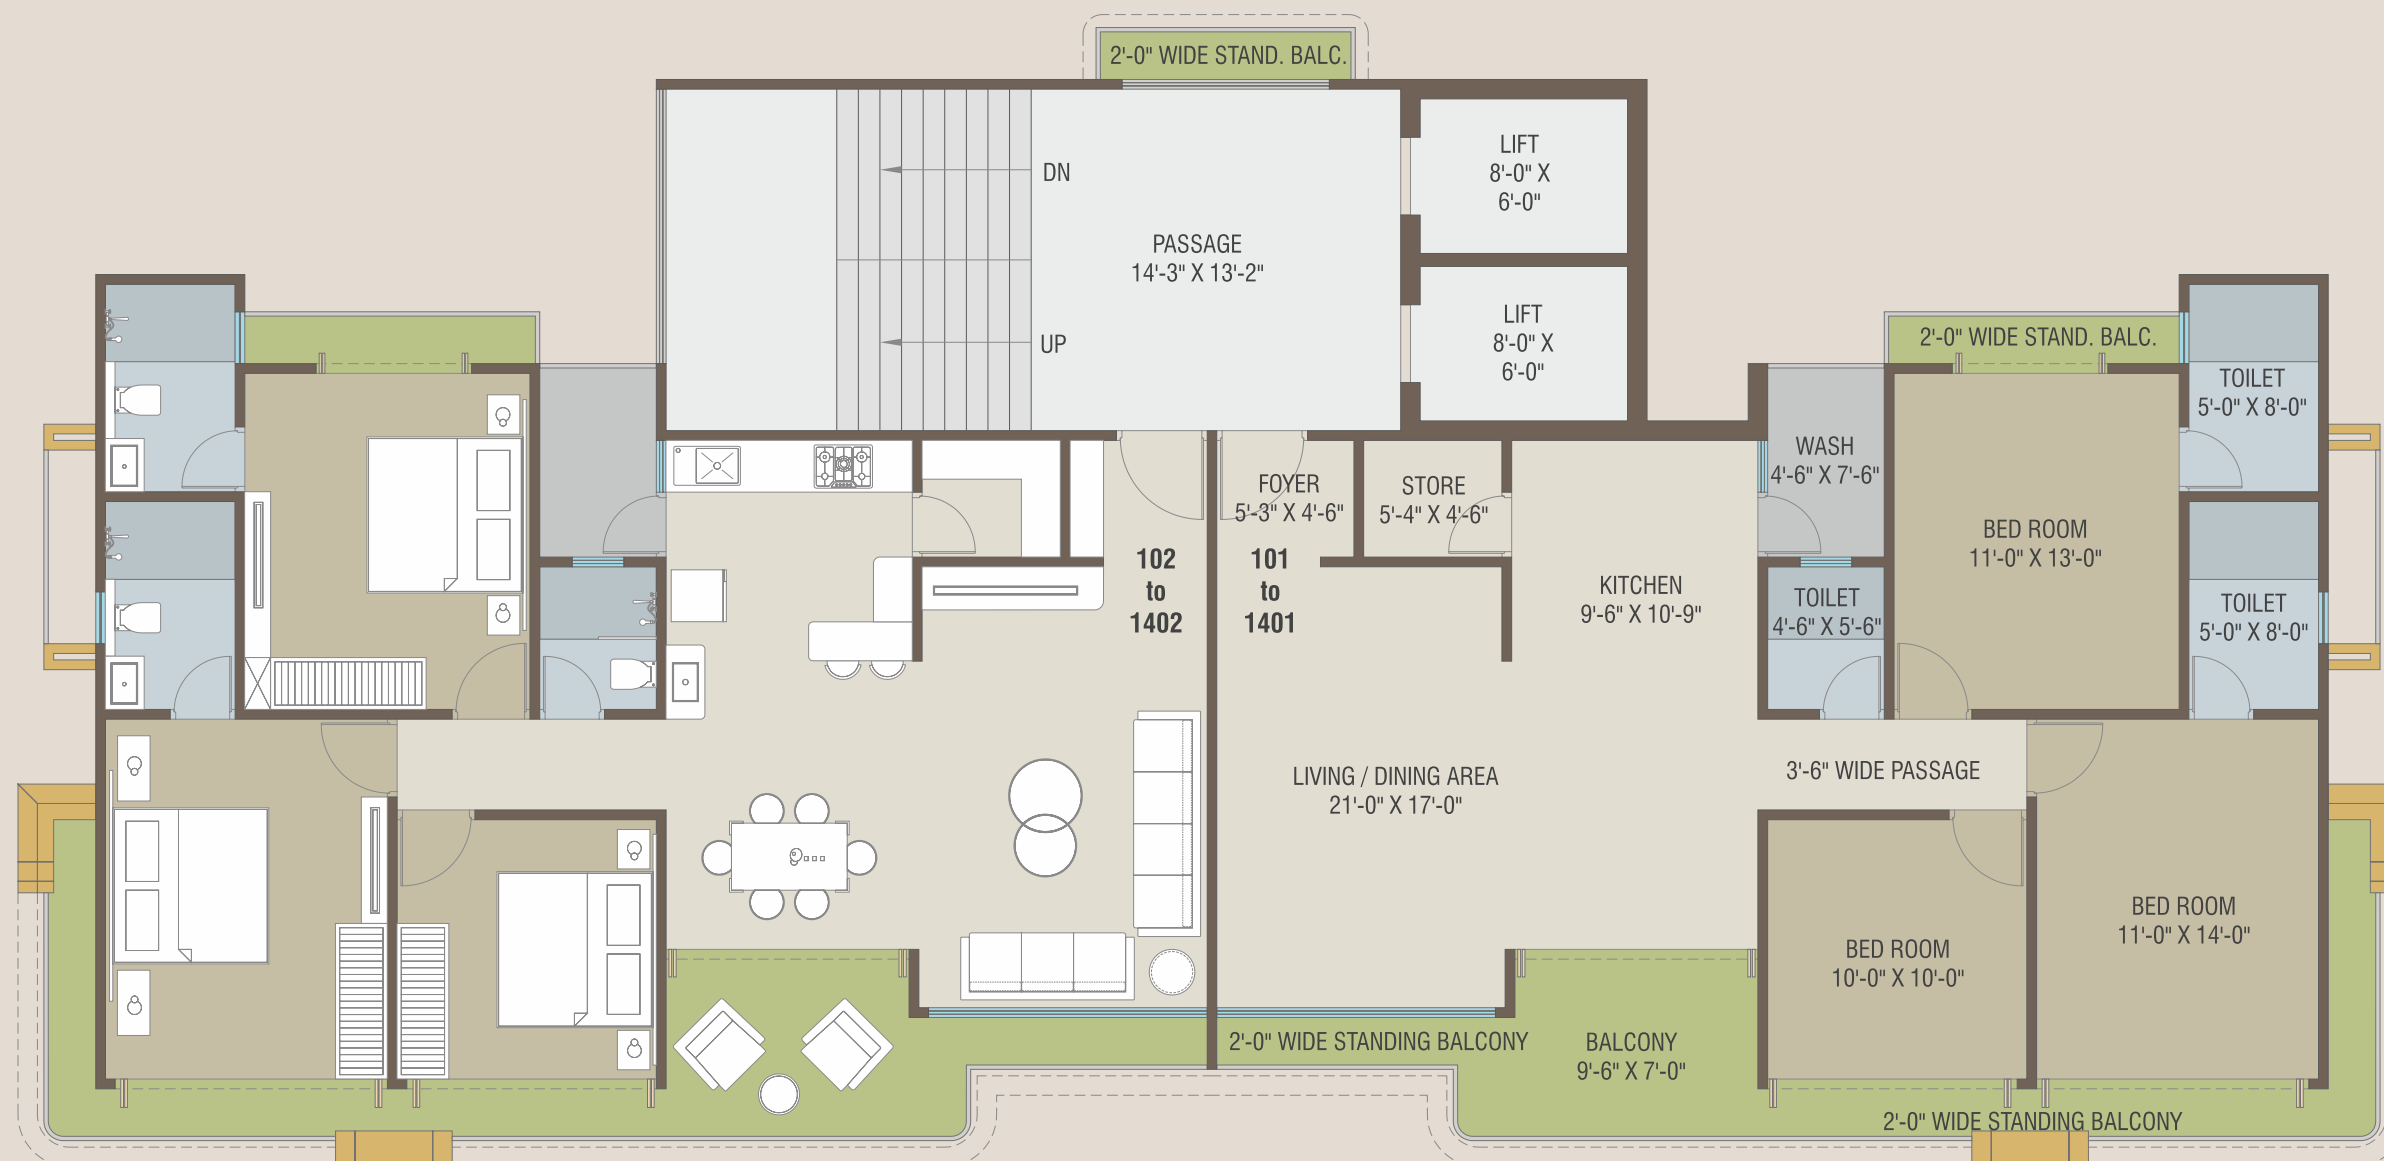 2'-0" WIDE STAND. BALC.
LIFT
8'-0" X
6'-0"
DN
PASSAGE
14'-3" X 13'-2"
UP
LIFT
8'-0" X
6'-0"
2'-0" WIDE STAND. BALC.
TOILET
5'-0" X 8'-0"
WASH
4'-6" X 7'-6"
FOYER
5'-3" X 4'-6"
STORE
5'-4" X 4'-6"
BED ROOM
11'-0" X 13'-0"
102
to
1402
101
to
1401
KITCHEN
9'-6" X 10'-9"
TOILET
4'-6" X 5'-6"
TOILET
5'-0" X 8'-0"
LIVING / DINING AREA
21'-0" X 17'-0"
3'-6" WIDE PASSAGE
BED ROOM
11'-0" X 14'-0"
BED ROOM
10'-0" X 10'-0"
2'-0" WIDE STANDING BALCONY
BALCONY
9'-6" X 7'-0"
2'-0" WIDE STANDING BALCONY